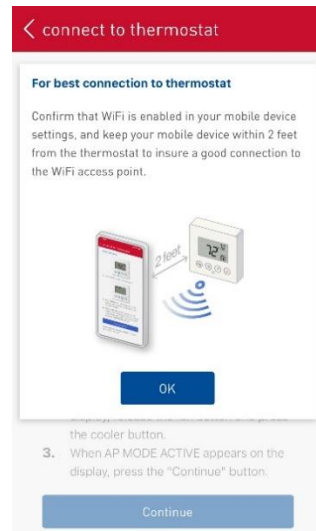 connect to thermostat
For best connection to thermostat
Confirm that WiFi is enabled in your mobile device
settings, and keep your mobile device within 2 feet
from the thermostat to insure a good connection to
the WiFi access point.
2 feet
72
OK
the cooler button.
3. When AP MODE ACTIVE appears on the
display, press the "Continue" button.
Continue